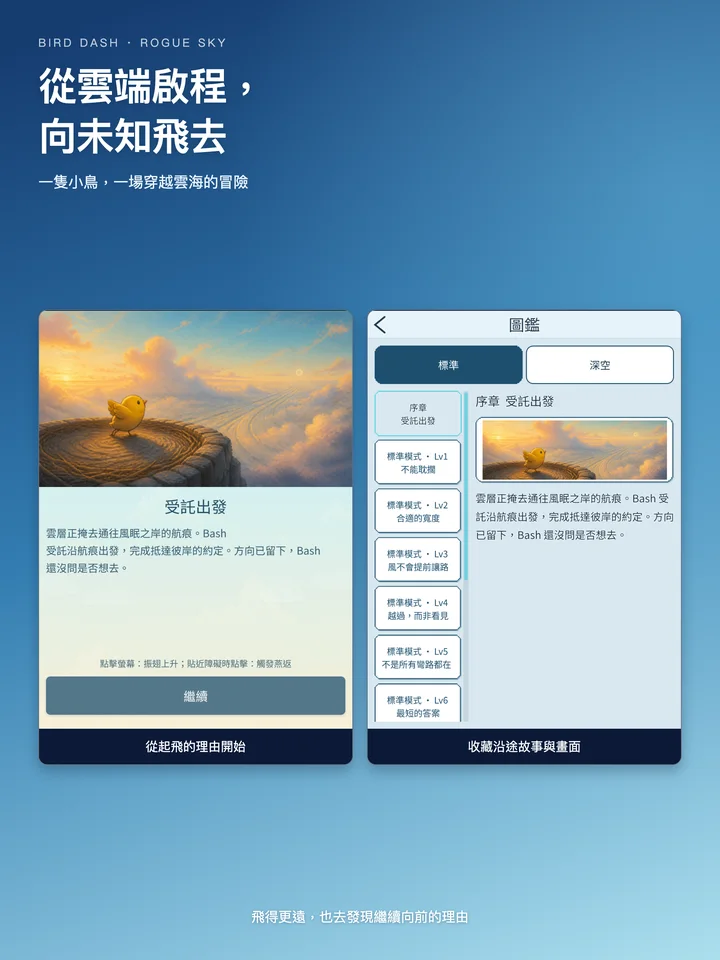 BIRD DASH · ROGUE SKY
從雲端啟程，
向未知飛去
一隻小鳥，一場穿越雲海的冒險
受託出發
雲層正掩去通往風眠之岸的航痕。Bash
受託沿航痕出發，完成抵達彼岸的約定。方向已留下，Bash
還沒問是否想去。
點擊螢幕：振翅上升；貼近障礙時點擊：觸發燕返
繼續
從起飛的理由開始
圖鑑
標準
深空
序章
受託出發
標準模式 · Lv1
不能耽擱
標準模式 · Lv2
合適的寬度
標準模式 · Lv3
風不會提前讓路
標準模式 · Lv4
越過，而非看見
標準模式 · Lv5
不是所有彎路都在
標準模式 · Lv6
最短的答案
序章 受託出發
雲層正掩去通往風眠之岸的航痕。Bash 受
託沿航痕出發，完成抵達彼岸的約定。方向
已留下，Bash 還沒問是否想去。
收藏沿途故事與畫面
飛得更遠，也去發現繼續向前的理由